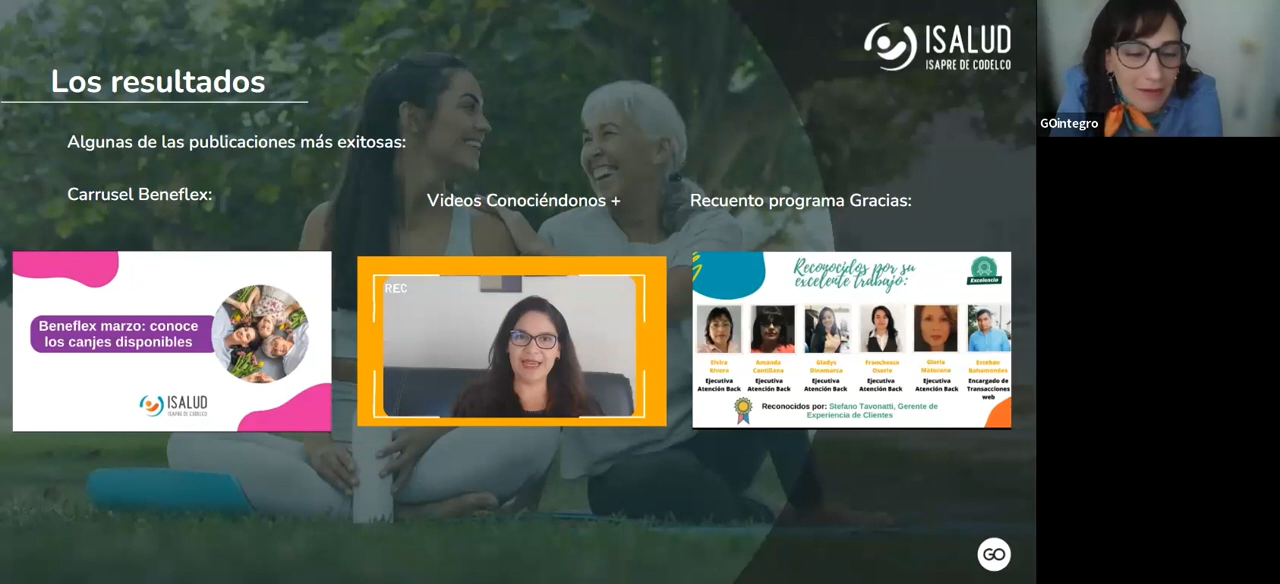 ISALUD
ISAPRE DE CODELCO
Los resultados
GOintegro
Algunas de las publicaciones más exitosas:
Carrusel Beneflex:
Videos Conociéndonos +
Recuento programa Gracias:
Beneflex marzo: conoce
los canjes disponibles
ISALUD
ISAPRE DE CODELCO
REC
Reconocidos por su
excelente trabajo:
Excelencia
Elvira
Rivera
Ejecutiva
Atención Back
Amanda
Cantillana
Ejecutiva
Atención Back
Gladys
Dinamarca
Ejecutiva
Atención Back
Franchesca
Osorio
Ejecutiva
Atención Back
Gloria
Maturana
Ejecutiva
Atención Back
Esteban
Bahamondes
Encargado de
Transacciones
web
Reconocidos por: Stefano Tavonatti, Gerente de
Experiencia de Clientes
GO